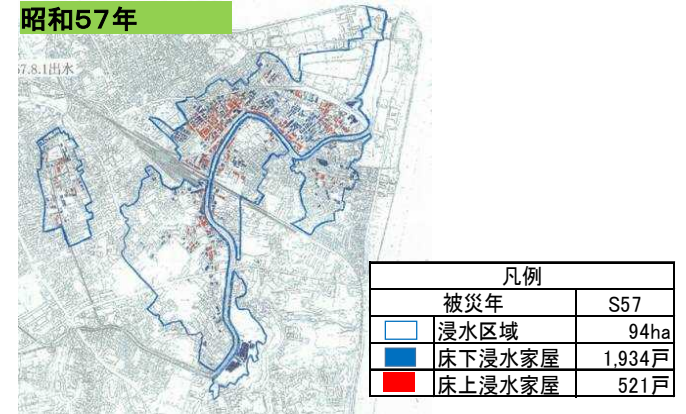 昭和57年
57.8.1出水
凡例
被災年 S57
浸水区域 94ha
床下浸水家屋 1,934戸
床上浸水家屋 521戸